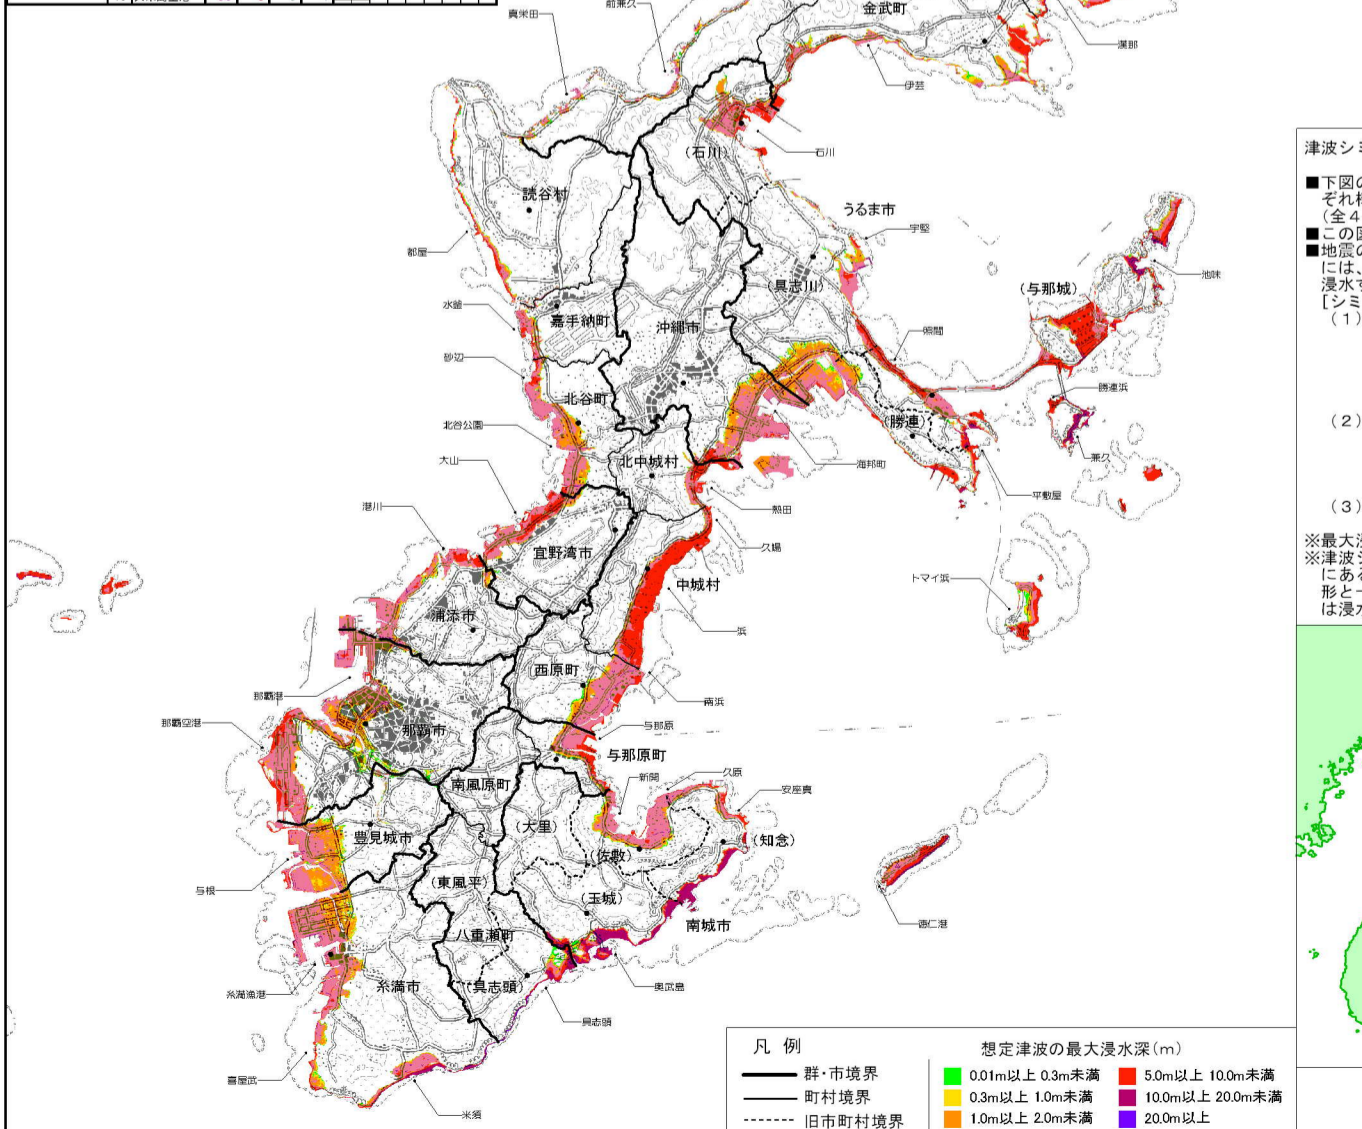 真栄田
前兼久
金武町
漢那
伊芸
(石川)
石川
読谷村
うるま市
宇堅
都屋
(具志川)
(与那城)
池味
水釜
嘉手納町
沖縄市
照間
砂辺
北谷町
勝連浜
北谷公園
(勝連)
大山
北中城村
海邦町
兼久
平敷屋
港川
熱田
久場
宜野湾市
中城村
トマイ浜
浦添市
浜
西原町
那覇港
南浜
那覇空港
那覇市
与那原
与那原町
南風原町
新開
久原
安座真
豊見城市
(大里)
(佐敷)
(知念)
与根
(東風平)
(玉城)
南城市
徳仁港
八重瀬町
糸満漁港
糸満市
(具志頭)
奥武島
具志頭
喜屋武
米須
津波シミ
■下図の
ぞれ
(全4
■この図
■地震の
には、
浸水す
[シミ
(1)
(2)
(3)
※最大浸
※津波
にある
形と一
は浸水
凡 例
群・市境界
町村境界
旧市町村境界
想定津波の最大浸水深(m)
0.01m以上 0.3m未満
5.0m以上 10.0m未満
0.3m以上 1.0m未満
10.0m以上 20.0m未満
1.0m以上 2.0m未満
20.0m以上